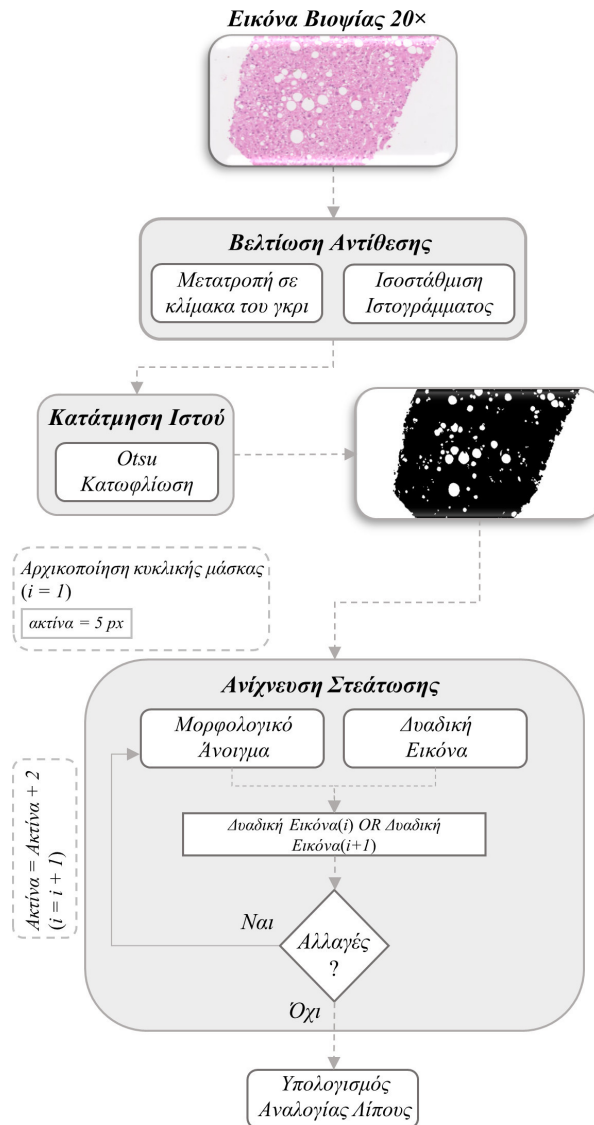 Εικόνα Βιοψίας 20×
Βελτίωση Αντίθεσης
Μετατροπή σε
κλίμακα του γκρι
Ισοστάθμιση
Ιστογράμματος
Κατάτμηση Ιστού
Otsu
Κατωφλίωση
Αρχικοποίηση κυκλικής μάσκας
(i = 1)
ακτίνα = 5 px
Ανίχνευση Στεάτωσης
Μορφολογικό
Άνοιγμα
Δυαδική
Εικόνα
Δυαδική Εικόνα(i) OR Δυαδική
Εικόνα(i+1)
Ακτίνα = Ακτίνα + 2
(i = i + 1)
Ναι
Αλλαγές
?
Όχι
Υπολογισμός
Αναλογίας Λίπους